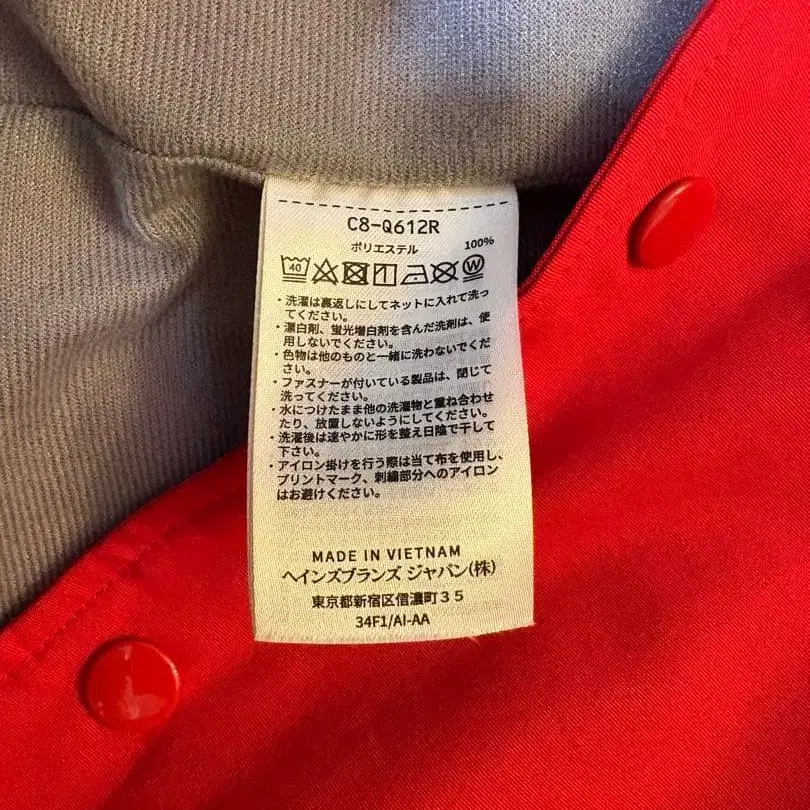 C8-Q612R
ポリエステル 100%
40 W
・洗濯は裏返しにしてネットに入れて洗っ
てください。
・漂白剤、蛍光増白剤を含んだ洗剤は、使
用しないでください。
・色物は他のものと一緒に洗わないでくだ
さい。
・ファスナーが付いている製品は、閉じて
洗ってください。
・水につけたまま他の洗濯物と重ね合わせ
たり、放置しないようにしてください。
・洗濯後は速やかに形を整え日陰で干して
下さい。
・アイロン掛けを行う際は当て布を使用し、
プリントマーク、刺繍部分へのアイロン
はお避けください。
MADE IN VIETNAM
ヘインズブランズ ジャパン(株)
東京都新宿区信濃町35
34F1/AI-AA